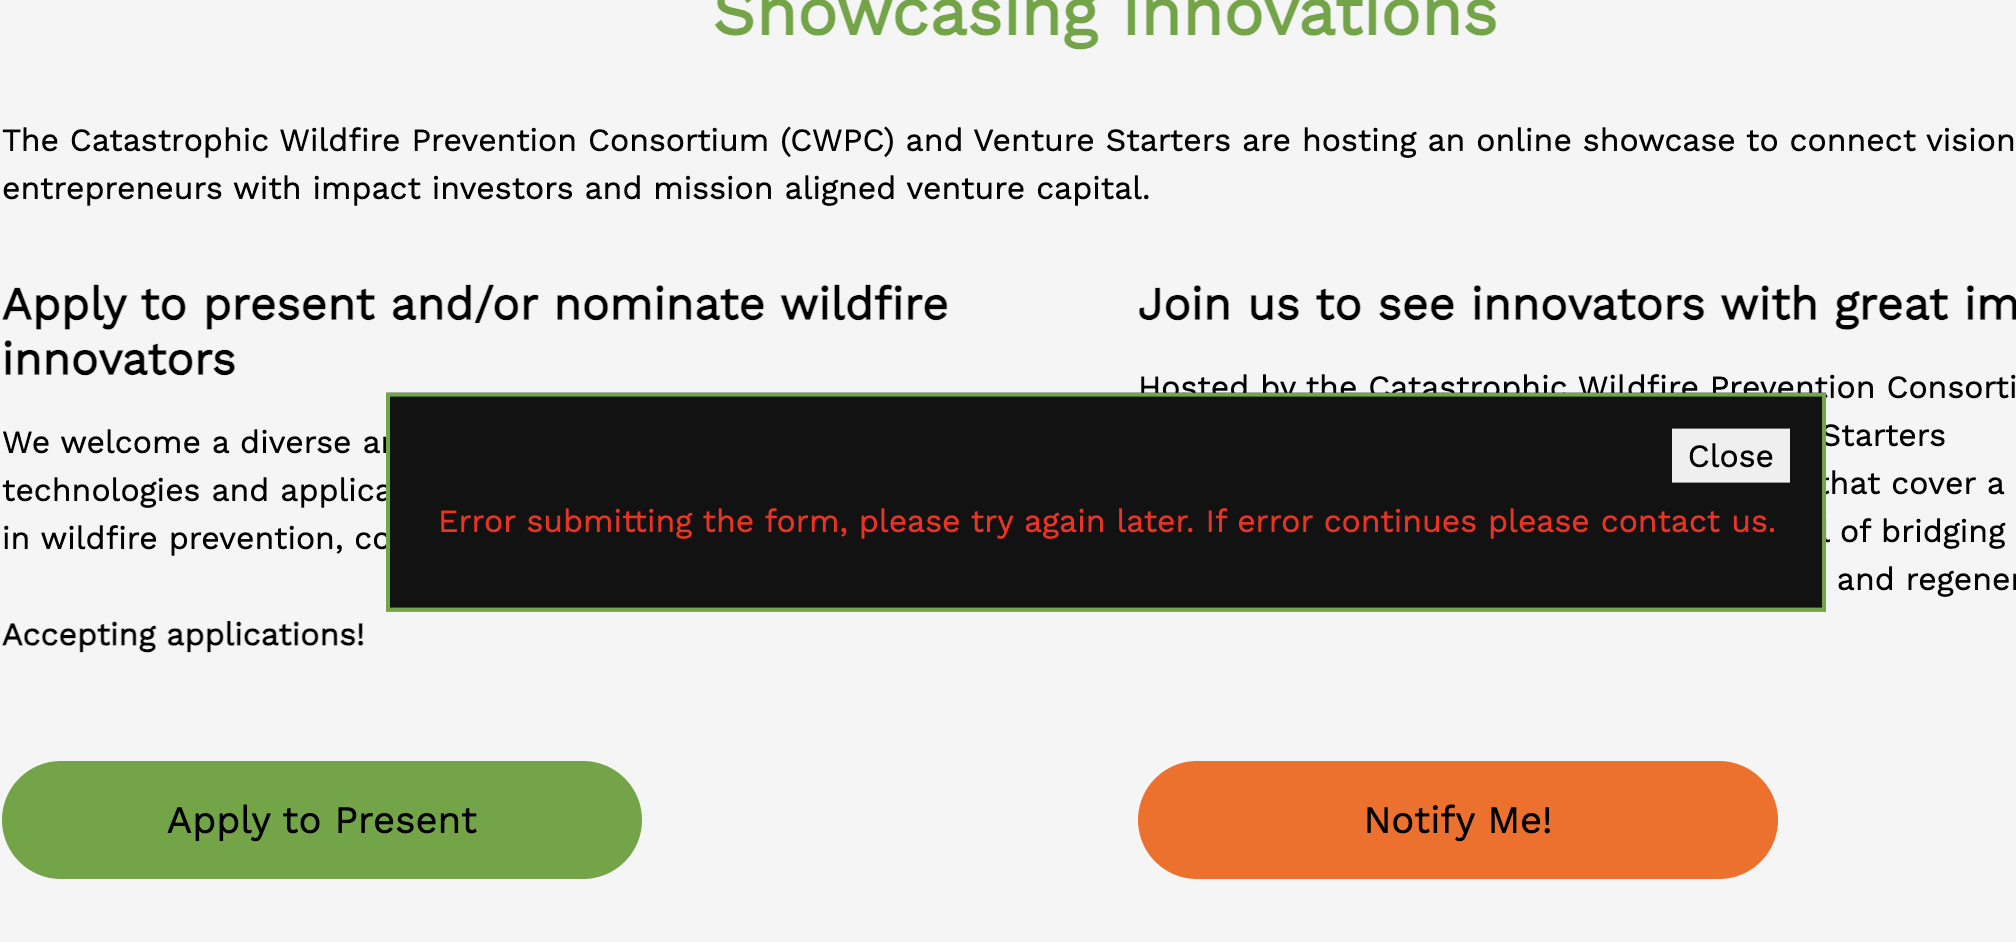 Showcasing Innovations
The Catastrophic Wildfire Prevention Consortium (CWPC) and Venture Starters are hosting an online showcase to connect vision
entrepreneurs with impact investors and mission aligned venture capital.
Apply to present and/or nominate wildfire
innovators
We welcome a diverse
technologies and applica
in wildfire prevention, co
Accepting applications!
Join us to see innovators with great im
Hosted by the Catastrophic Wildfire Prevention Consorti
Starters
that cover a
of bridging
and regener
Close
Error submitting the form, please try again later. If error continues please contact us.
Apply to Present
Notify Me!